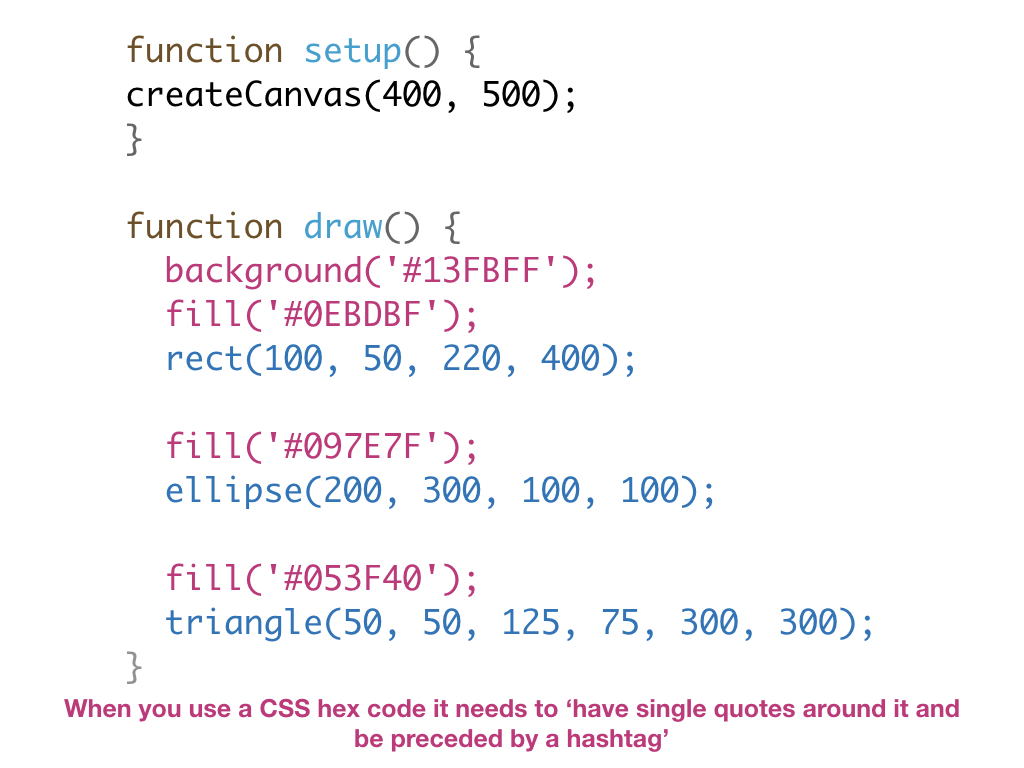 function setup() {
createCanvas(400, 500);
}
function draw() {
background('#13FBFF');
fill('#0EBDBF');
rect(100, 50, 220, 400);
fill('#097E7F');
ellipse(200, 300, 100, 100);
fill('#053F40');
triangle(50, 50, 125, 75, 300, 300);
}
When you use a CSS hex code it needs to ‘have single quotes around it and
be preceded by a hashtag’